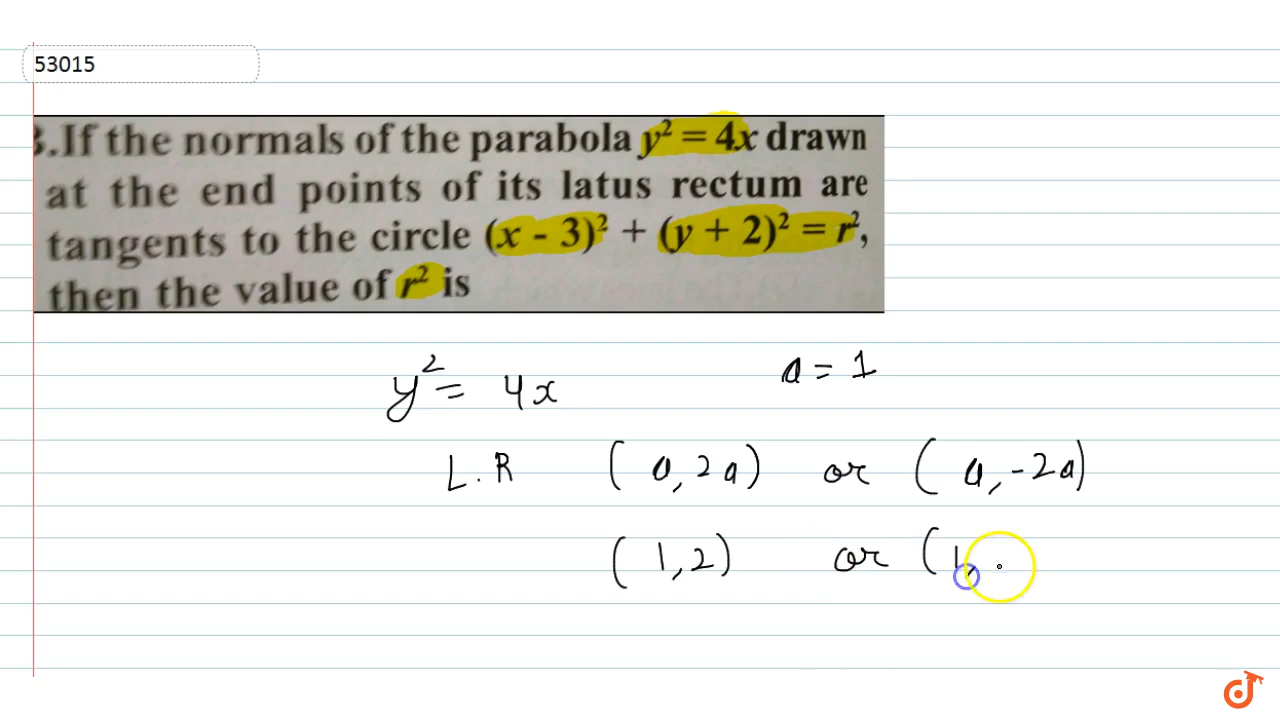 53015
3.If the normals of the parabola y² = 4x drawn
at the end points of its latus rectum are
tangents to the circle (x - 3)² + (y + 2)² = r²,
then the value of r² is
y² = 4x a = 1
L.R (a, 2a) or (a, -2a)
(1, 2) or (1,